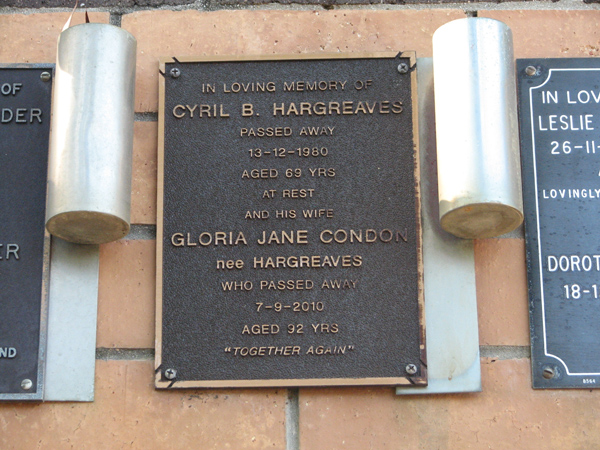 OF
DER
ER
ND
IN LOVING MEMORY OF
CYRIL B. HARGREAVES
PASSED AWAY
13-12-1980
AGED 69 YRS
AT REST
AND HIS WIFE
GLORIA JANE CONDON
nee HARGREAVES
WHO PASSED AWAY
7-9-2010
AGED 92 YRS
"TOGETHER AGAIN"
IN LOV
LESLIE
26-11-
A
LOVINGLY
DOROT
18-1